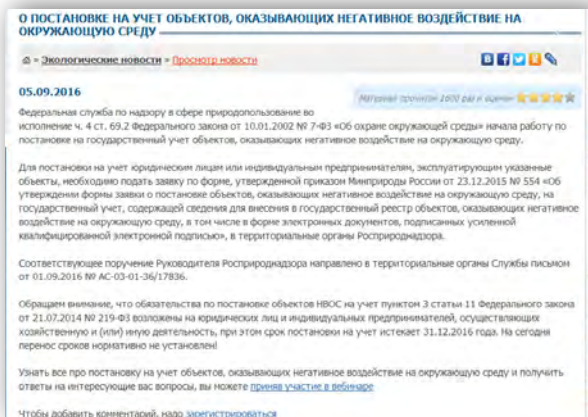 О ПОСТАНОВКЕ НА УЧЕТ ОБЪЕКТОВ, ОКАЗЫВАЮЩИХ НЕГАТИВНОЕ ВОЗДЕЙСТВИЕ НА
ОКРУЖАЮЩУЮ СРЕДУ
» Экологические новости » Просмотр новости
05.09.2016
Материал прочитан 1600 раз и оценен
Федеральная служба по надзору в сфере природопользование во
исполнение ч. 4 ст. 69.2 Федерального закона от 10.01.2002 № 7-ФЗ «Об охране окружающей среды» начала работу по
постановке на государственный учет объектов, оказывающих негативное воздействие на окружающую среду.
Для постановки на учет юридическим лицам или индивидуальным предпринимателям, эксплуатирующим указанные
объекты, необходимо подать заявку по форме, утвержденной приказом Минприроды России от 23.12.2015 № 554 «Об
утверждении формы заявки о постановке объектов, оказывающих негативное воздействие на окружающую среду, на
государственный учет, содержащей сведения для внесения в государственный реестр объектов, оказывающих негативное
воздействие на окружающую среду, в том числе в форме электронных документов, подписанных усиленной
квалифицированной электронной подписью», в территориальные органы Росприроднадзора.
Соответствующее поручение Руководителя Росприроднадзора направлено в территориальные органы Службы письмом
от 01.09.2016 № АС-03-01-36/17836.
Обращаем внимание, что обязательства по постановке объектов НВОС на учет пунктом 3 статьи 11 Федерального закона
от 21.07.2014 № 219-ФЗ возложены на юридических лиц и индивидуальных предпринимателей, осуществляющих
хозяйственную и (или) иную деятельность, при этом срок постановки на учет истекает 31.12.2016 года. На сегодня
перенос сроков нормативно не установлен!
Узнать все про постановку на учет объектов, оказывающих негативное воздействие на окружающую среду и получить
ответы на интересующие вас вопросы, вы можете приняв участие в вебинаре
Чтобы добавить комментарий, надо зарегистрироваться